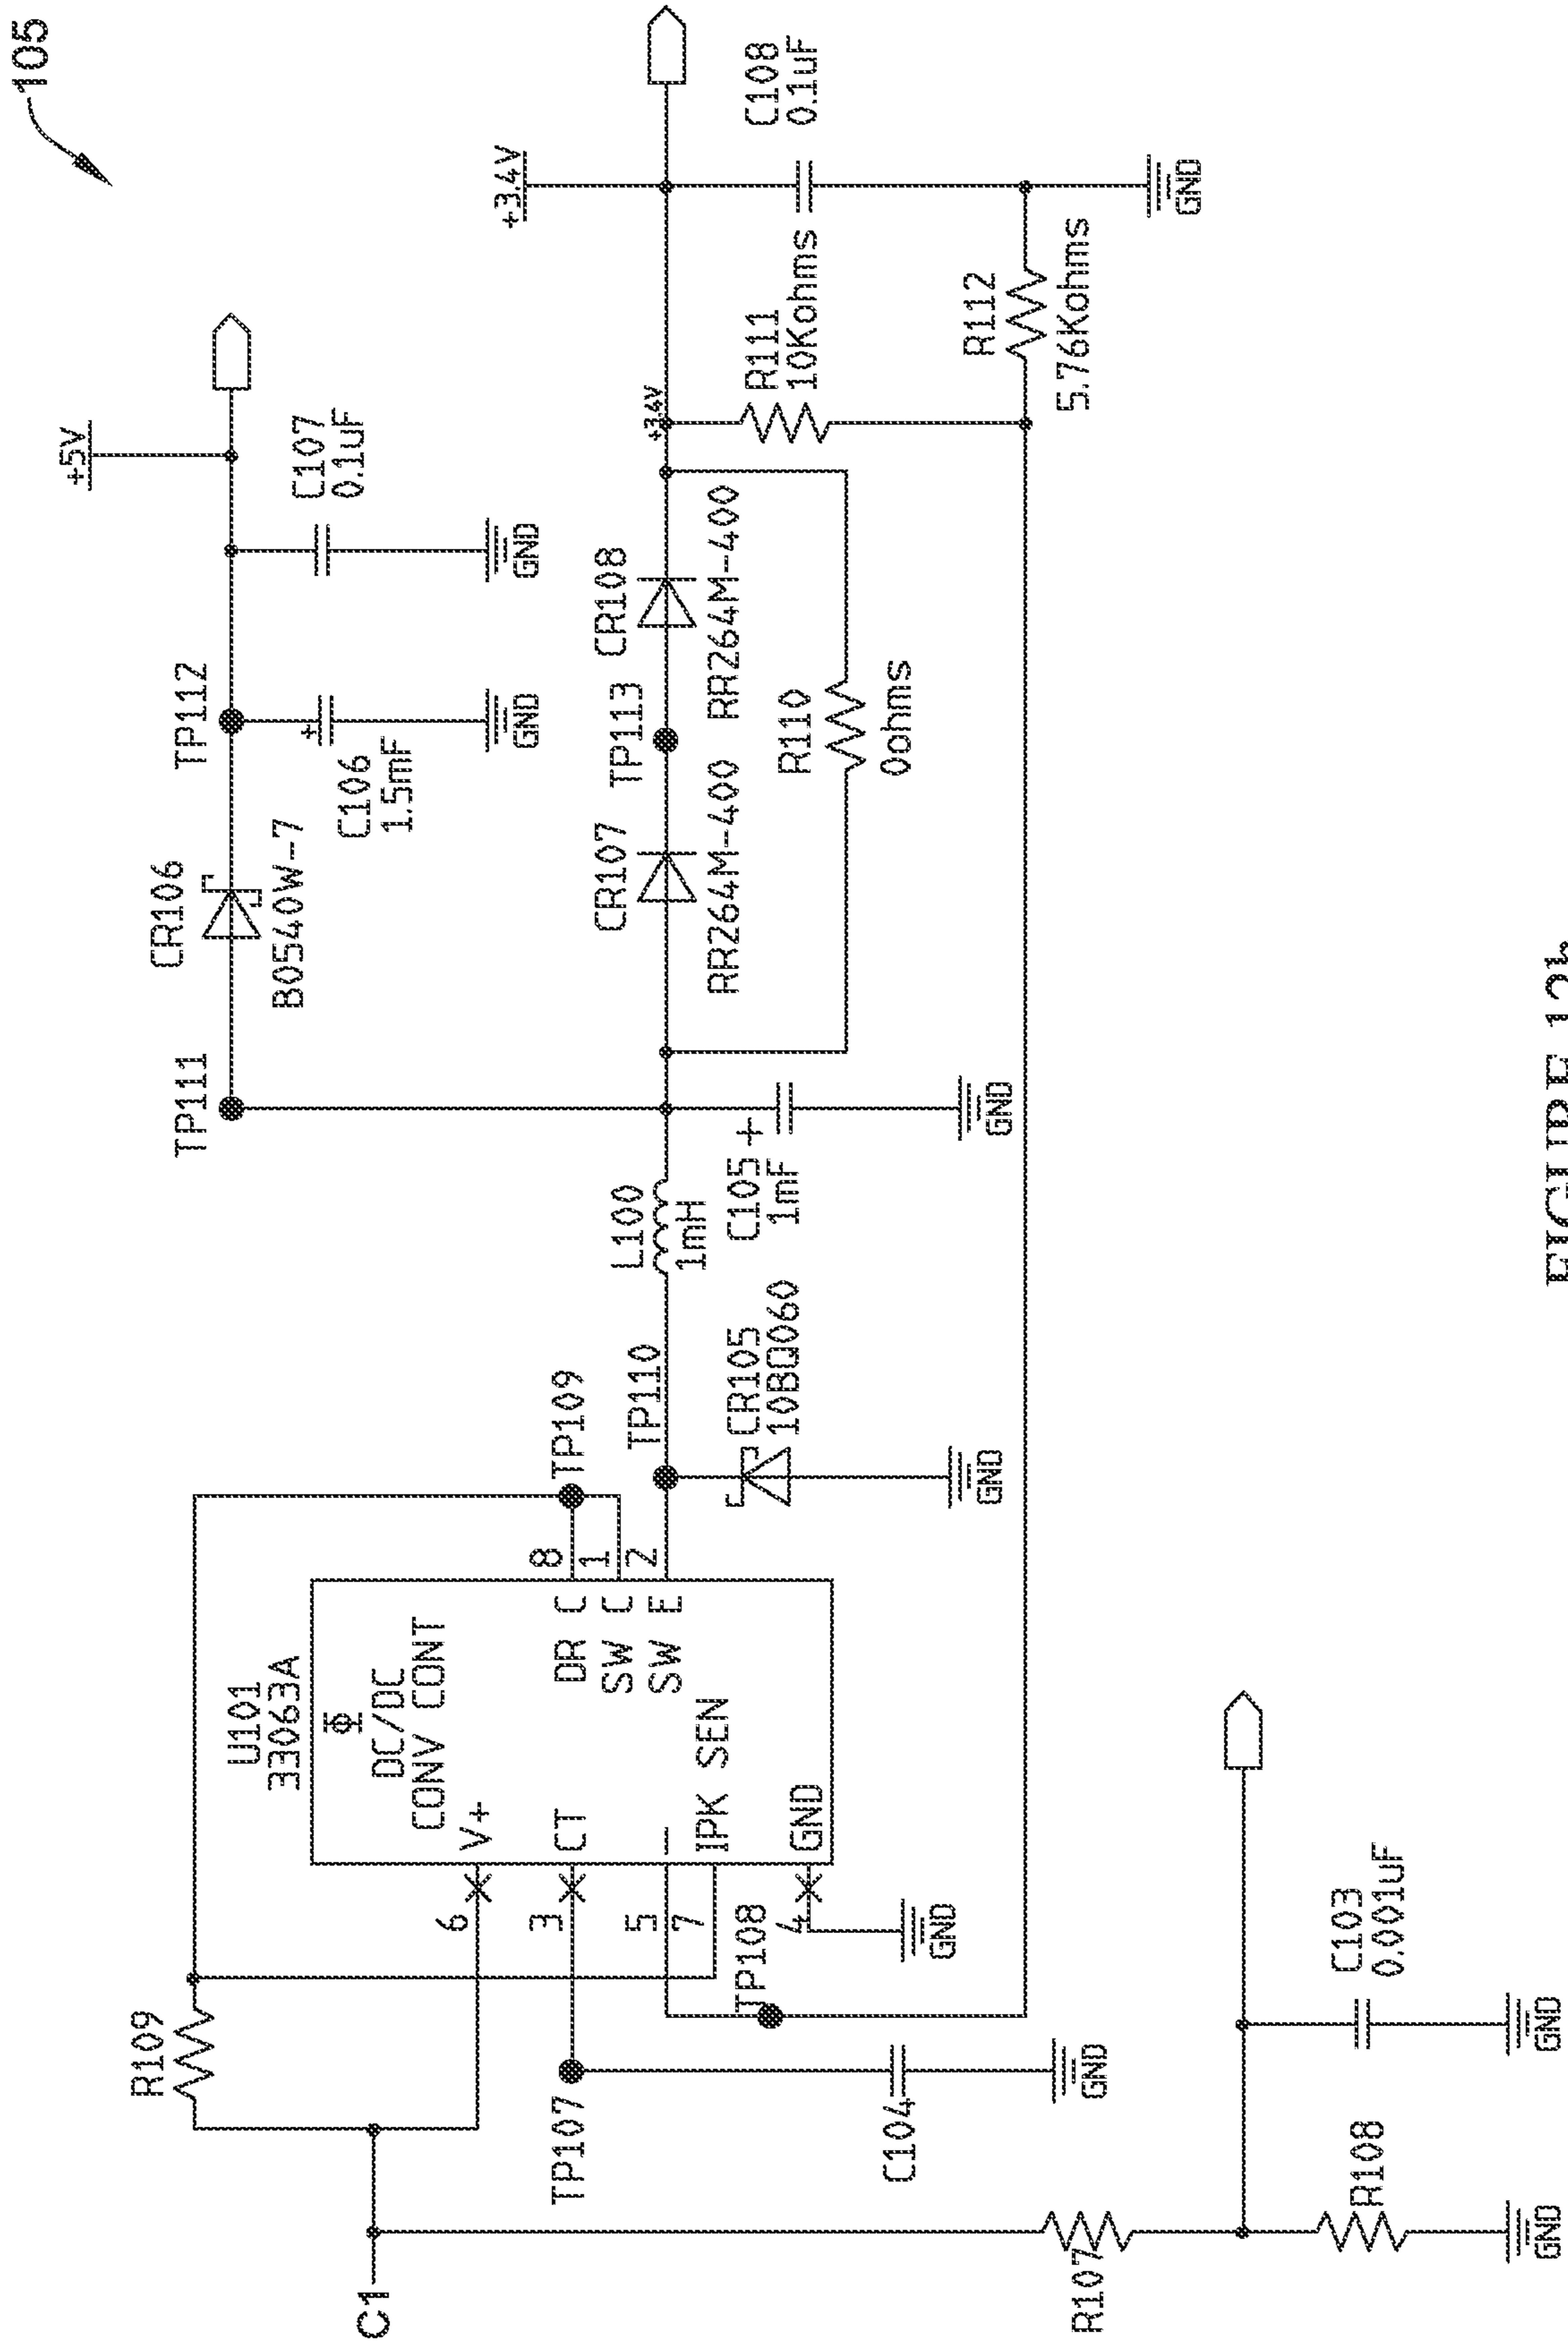 105
+5V
+3.4V
TP111
CR106
B0540W-7
TP112
C106
1.5mF
+
GND
C107
0.1uF
GND
R109
U101
33063A
Φ
DC/DC
CONV CONT
V+
CT
—
IPK SEN
GND
DR C
SW C
SW E
6
3
5
7
4
8
1
2
TP109
TP110
L100
1mH
CR105
10BQ060
GND
C105
+
1mF
GND
CR107
RR264M-400
TP113
CR108
RR264M-400
R110
0ohms
+3.4V
R111
10Kohms
C108
0.1uF
R112
5.76Kohms
GND
C1
TP107
TP108
GND
C104
GND
R107
R108
GND
C103
0.001uF
GND